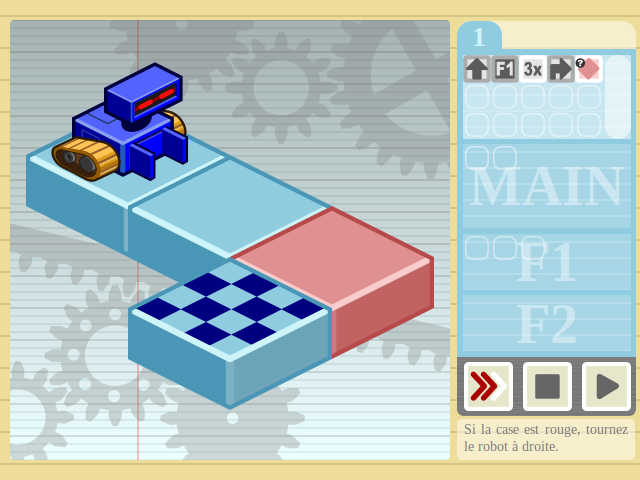 1
F1 3x ?
MAIN
F1
F2
Si la case est rouge, tournez
le robot à droite.